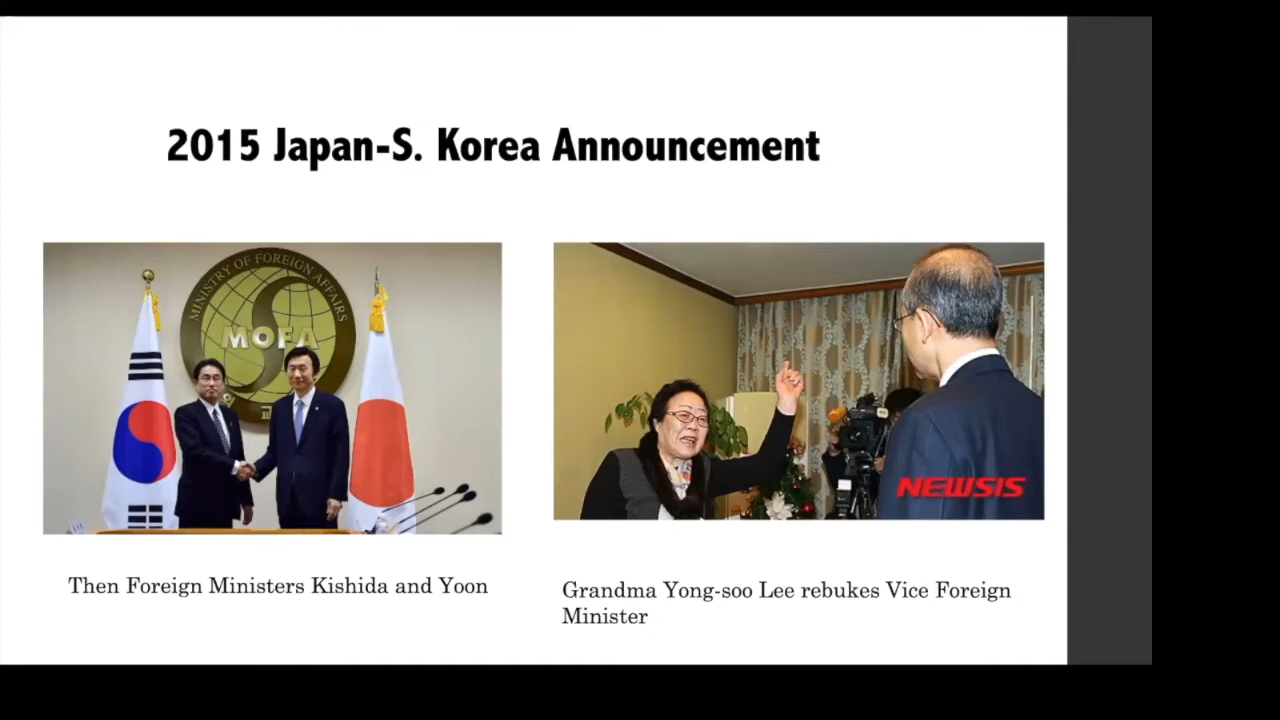 2015 Japan-S. Korea Announcement
MINISTRY OF FOREIGN AFFAIRS
MOFA
NEWSIS
Then Foreign Ministers Kishida and Yoon
Grandma Yong-soo Lee rebukes Vice Foreign
Minister